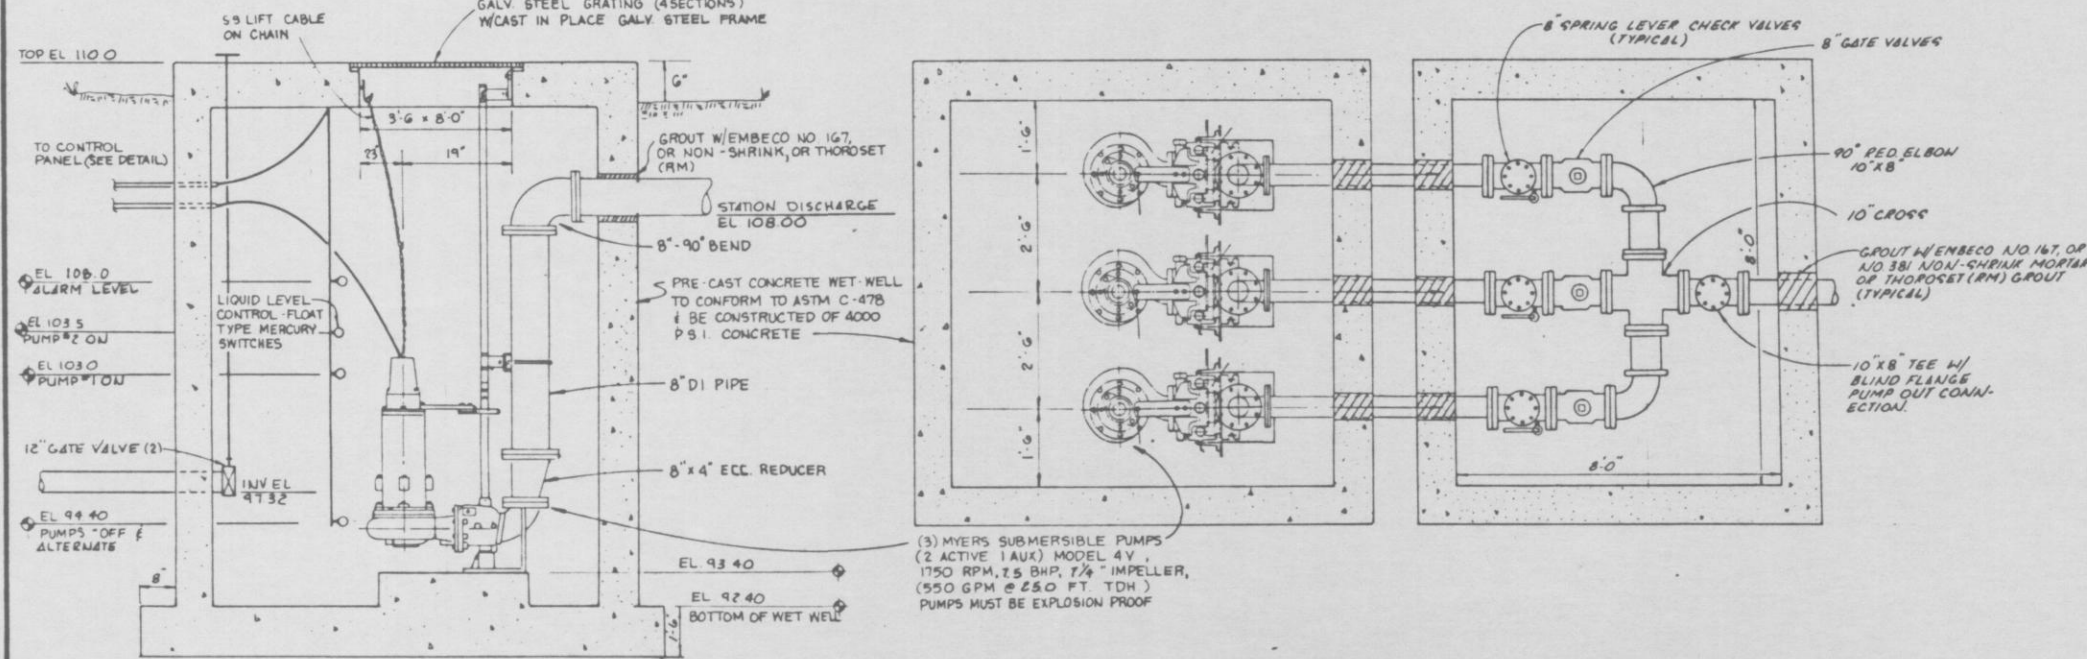 GALV. STEEL GRATING (4 SECTIONS)
W/CAST IN PLACE GALV. STEEL FRAME
SS LIFT CABLE
ON CHAIN
TOP EL 110.0
6"
3'-6 x 8'-0"
23"
19"
TO CONTROL
PANEL (SEE DETAIL)
GROUT W/EMBECO NO. 167,
OR NON-SHRINK, OR THOROSET
(RM)
STATION DISCHARGE
EL 108.00
8"-90° BEND
EL 108.0
ALARM LEVEL
LIQUID LEVEL
CONTROL-FLOAT
TYPE MERCURY
SWITCHES
EL 103.5
PUMP #2 ON
EL 103.0
PUMP #1 ON
PRE-CAST CONCRETE WET-WELL
TO CONFORM TO ASTM C-478
& BE CONSTRUCTED OF 4000
P.S.I. CONCRETE
8" DI PIPE
12" GATE VALVE (2)
INV EL
97.32
8"x4" ECC. REDUCER
EL 94.40
PUMPS "OFF &
ALTERNATE
8"
EL. 93.40
EL 92.40
BOTTOM OF WET WELL
1'-6
(3) MYERS SUBMERSIBLE PUMPS
(2 ACTIVE 1 AUX) MODEL 4V,
1750 RPM, 7.5 BHP, 7 1/4" IMPELLER,
(550 GPM @ 25.0 FT. TDH)
PUMPS MUST BE EXPLOSION PROOF
1'-6"
2'-6"
2'-6"
1'-6"
8" SPRING LEVER CHECK VALVES
(TYPICAL)
8" GATE VALVES
90° RED. ELBOW
10"X8"
10" CROSS
8'-0"
GROUT W/ EMBECO NO. 167, OR
NO 381 NON-SHRINK MORTAR
OR THOROSET (RM) GROUT
(TYPICAL)
10"X8" TEE W/
BLIND FLANGE
PUMP OUT CONN-
ECTION.
8'-0"